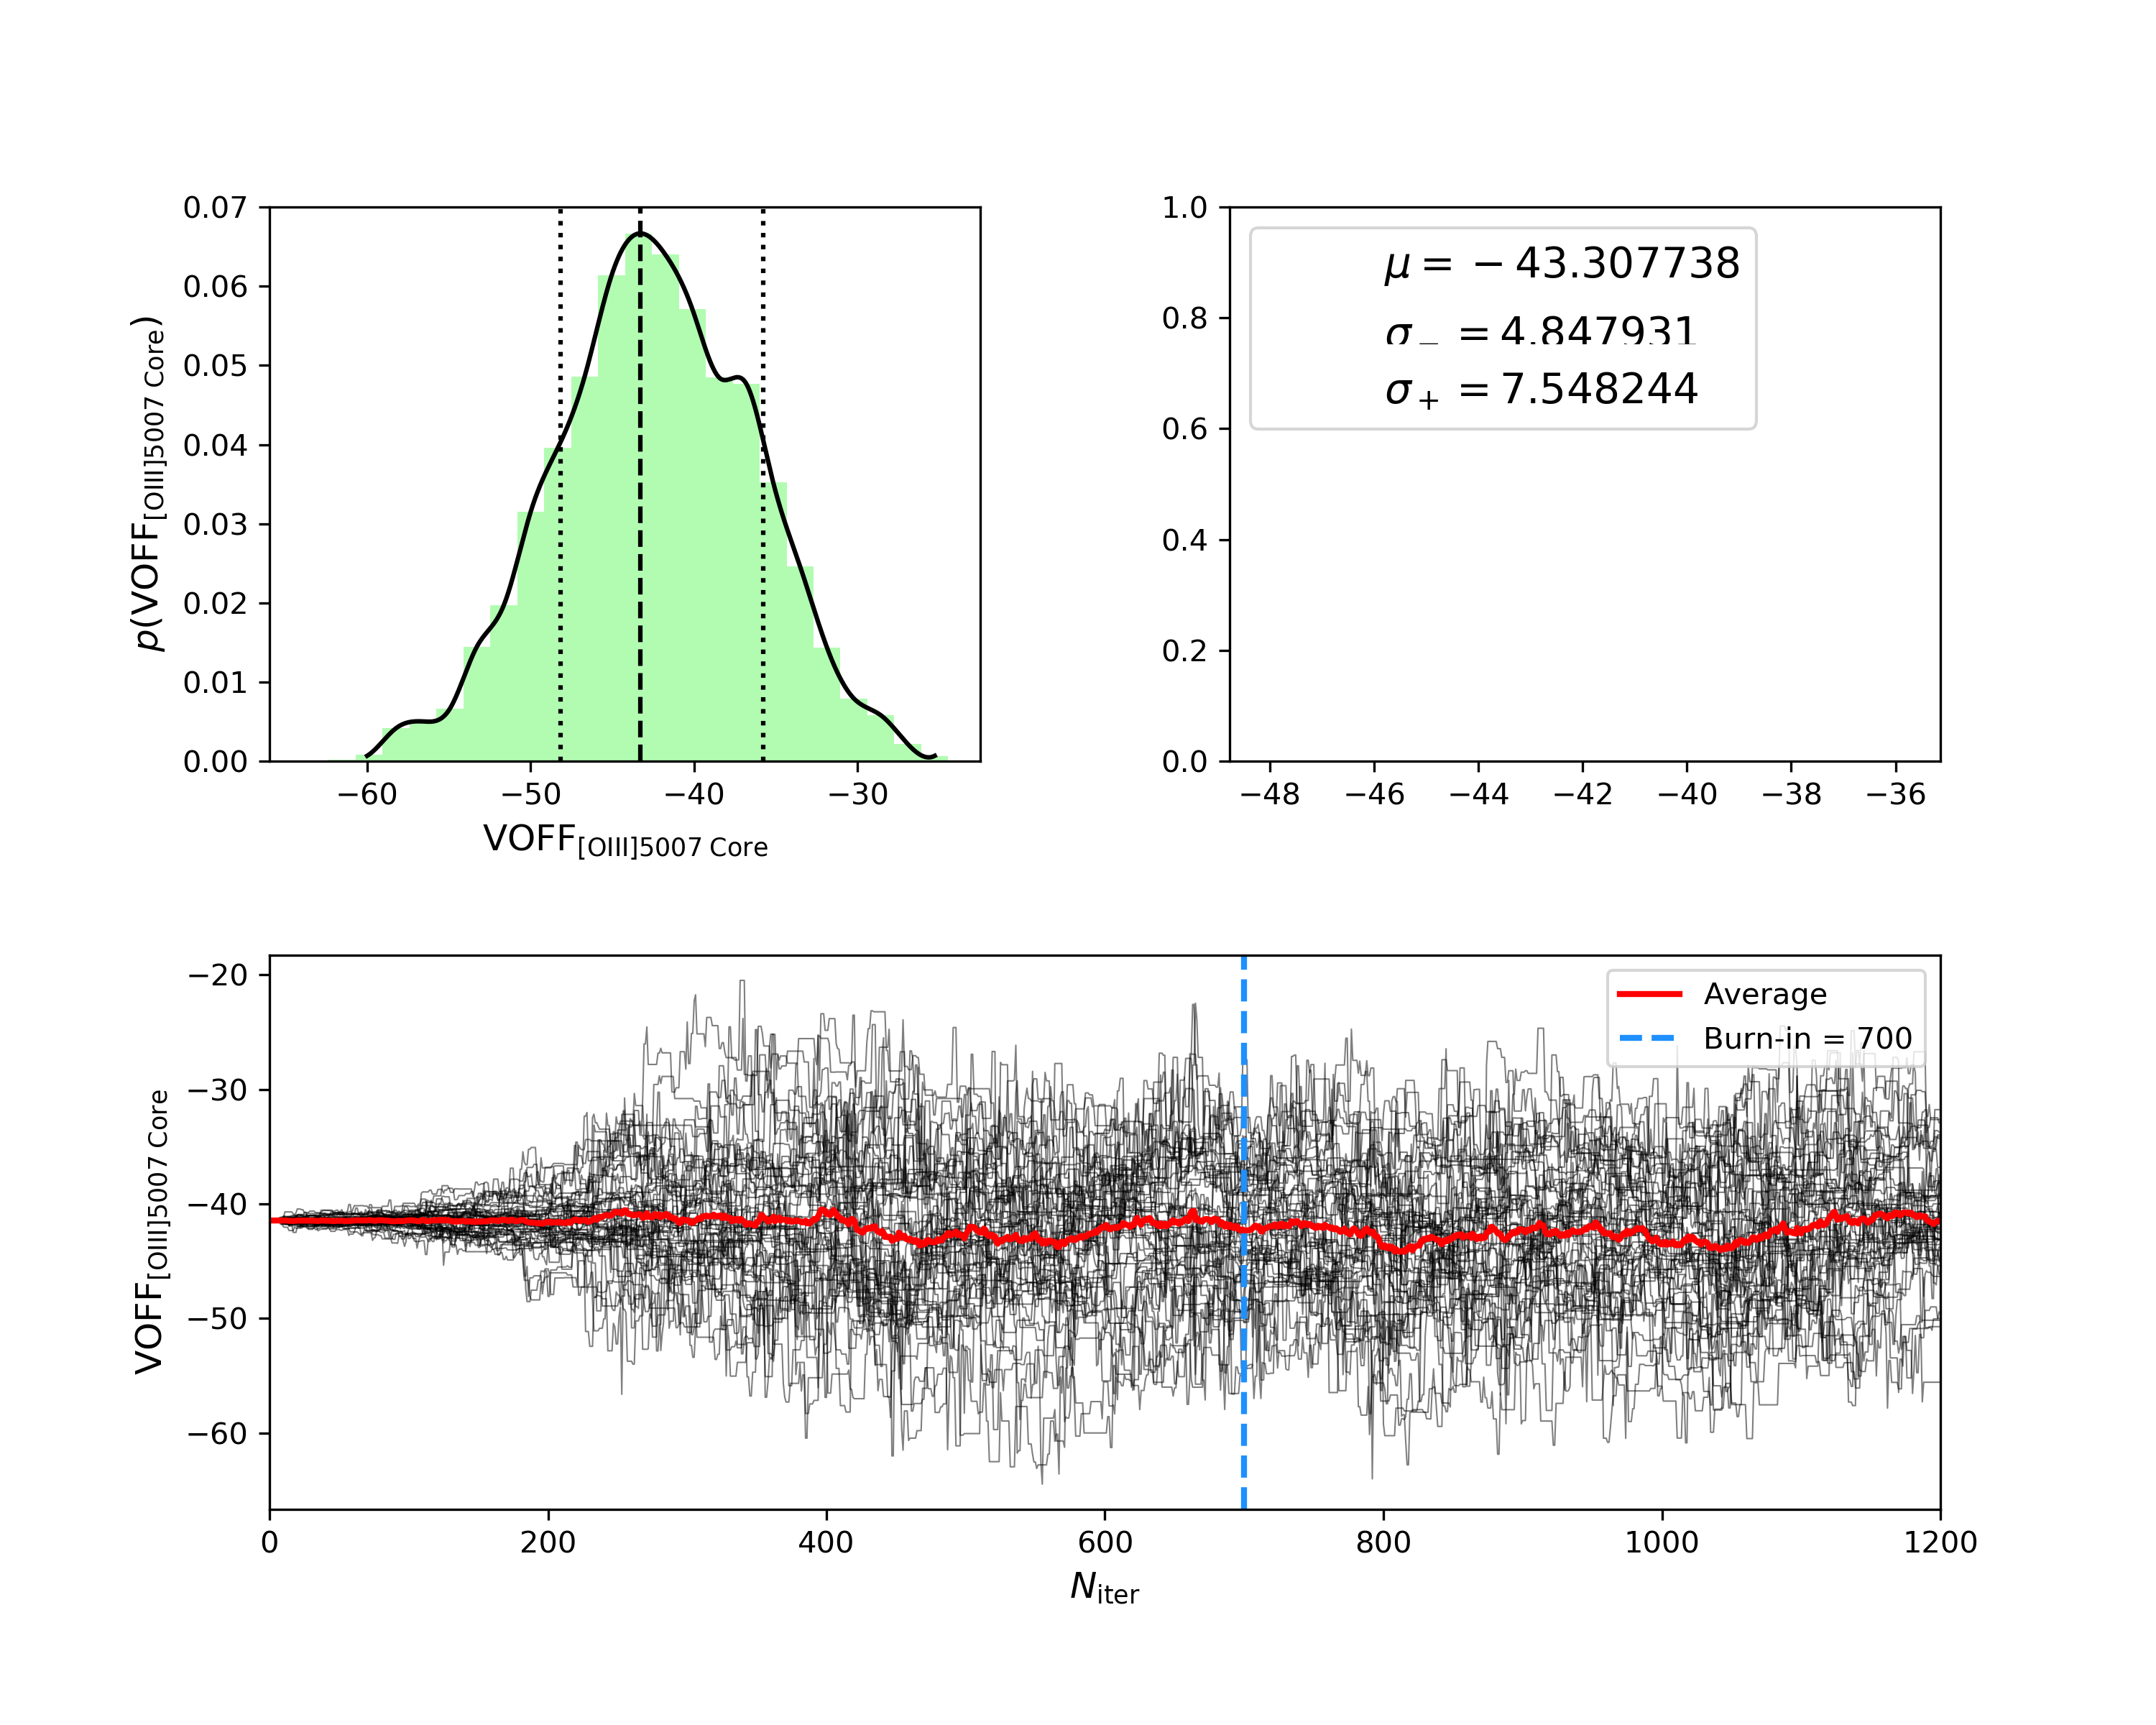 0.07
0.06
0.05
0.04
0.03
0.02
0.01
0.00
p(VOFF[OIII]5007 Core)
−60 −50 −40 −30
VOFF[OIII]5007 Core
1.0
0.8
0.6
0.4
0.2
0.0
μ = −43.307738
σ− = 4.847931
σ+ = 7.548244
−48 −46 −44 −42 −40 −38 −36
−20
−30
−40
−50
−60
VOFF[OIII]5007 Core
Average
Burn-in = 700
0 200 400 600 800 1000 1200
Niter